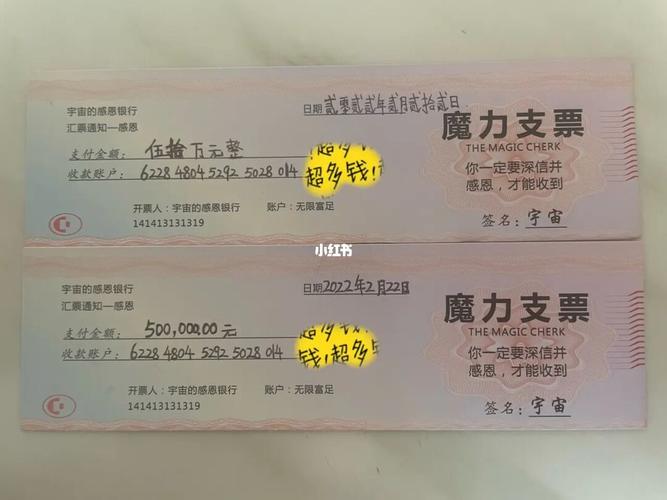 宇宙的感恩银行
汇票通知—感恩
日期 贰零贰贰年贰月贰拾贰日
支付金额: 伍拾万元整
收款账户: 6228 4804 5292 5028 014
超多钱!
魔力支票
THE MAGIC CHERK
你一定要深信并
感恩，才能收到
开票人：宇宙的感恩银行 账户：无限富足
141413131319
签名：宇宙
小红书
宇宙的感恩银行
汇票通知—感恩
日期 2022年2月22日
支付金额: 500,000.00 元
收款账户: 6228 4804 5292 5028 014
钱!超多
魔力支票
THE MAGIC CHERK
你一定要深信并
感恩，才能收到
开票人：宇宙的感恩银行 账户：无限富足
141413131319
签名：宇宙